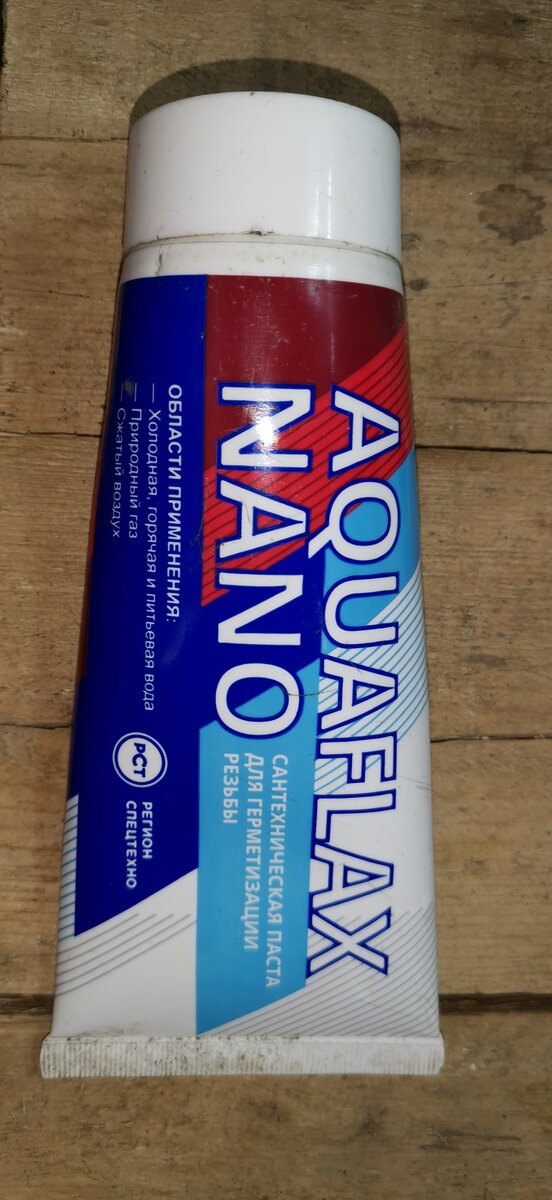 AQUAFLAX
NANO
САНТЕХНИЧЕСКАЯ ПАСТА
ДЛЯ ГЕРМЕТИЗАЦИИ
РЕЗЬБЫ
ОБЛАСТИ ПРИМЕНЕНИЯ:
— Холодная, горячая и питьевая вода
— Природный газ
— Сжатый воздух
РСТ
РЕГИОН
СПЕЦТЕХНО